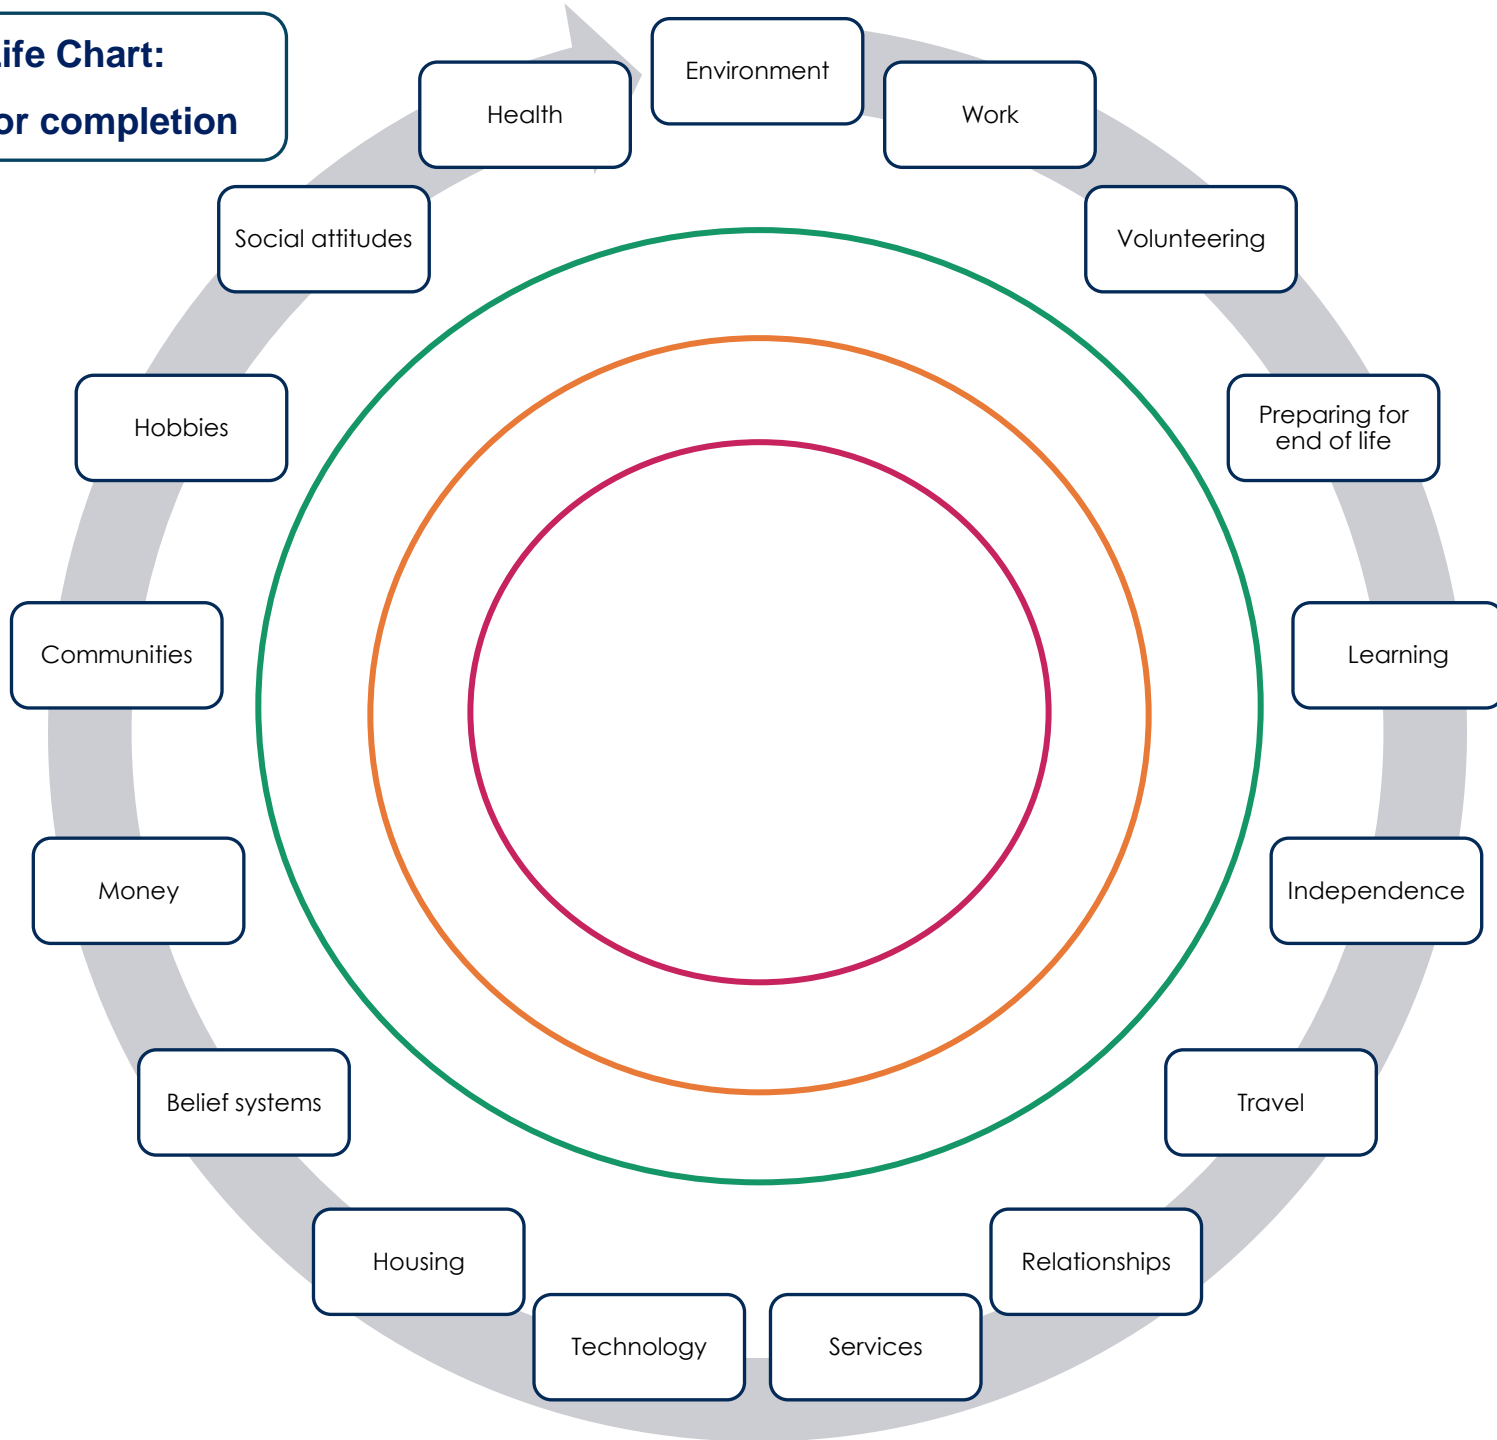 Life Chart:
or completion
Environment
Work
Volunteering
Preparing for
end of life
Learning
Independence
Travel
Relationships
Services
Technology
Housing
Belief systems
Money
Communities
Hobbies
Social attitudes
Health